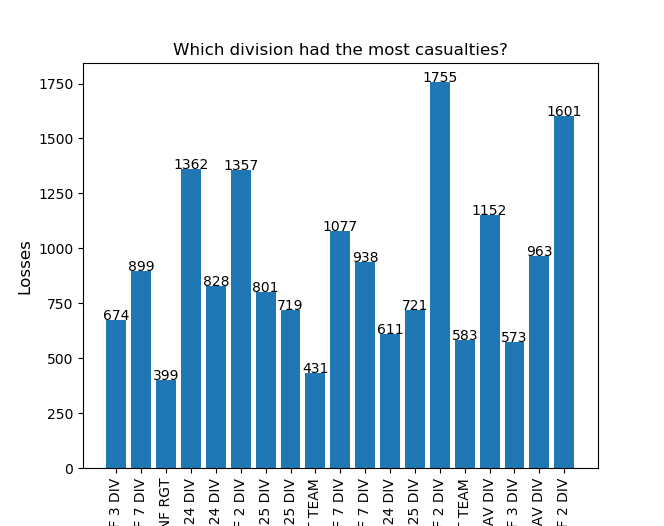 Which division had the most casualties?
Losses
1750
1500
1250
1000
750
500
250
0
674
899
399
1362
828
1357
801
719
431
1077
938
611
721
1755
583
1152
573
963
1601
3 DIV
7 DIV
RGT
24 DIV
24 DIV
2 DIV
25 DIV
25 DIV
TEAM
7 DIV
7 DIV
24 DIV
25 DIV
2 DIV
TEAM
AV DIV
3 DIV
AV DIV
2 DIV